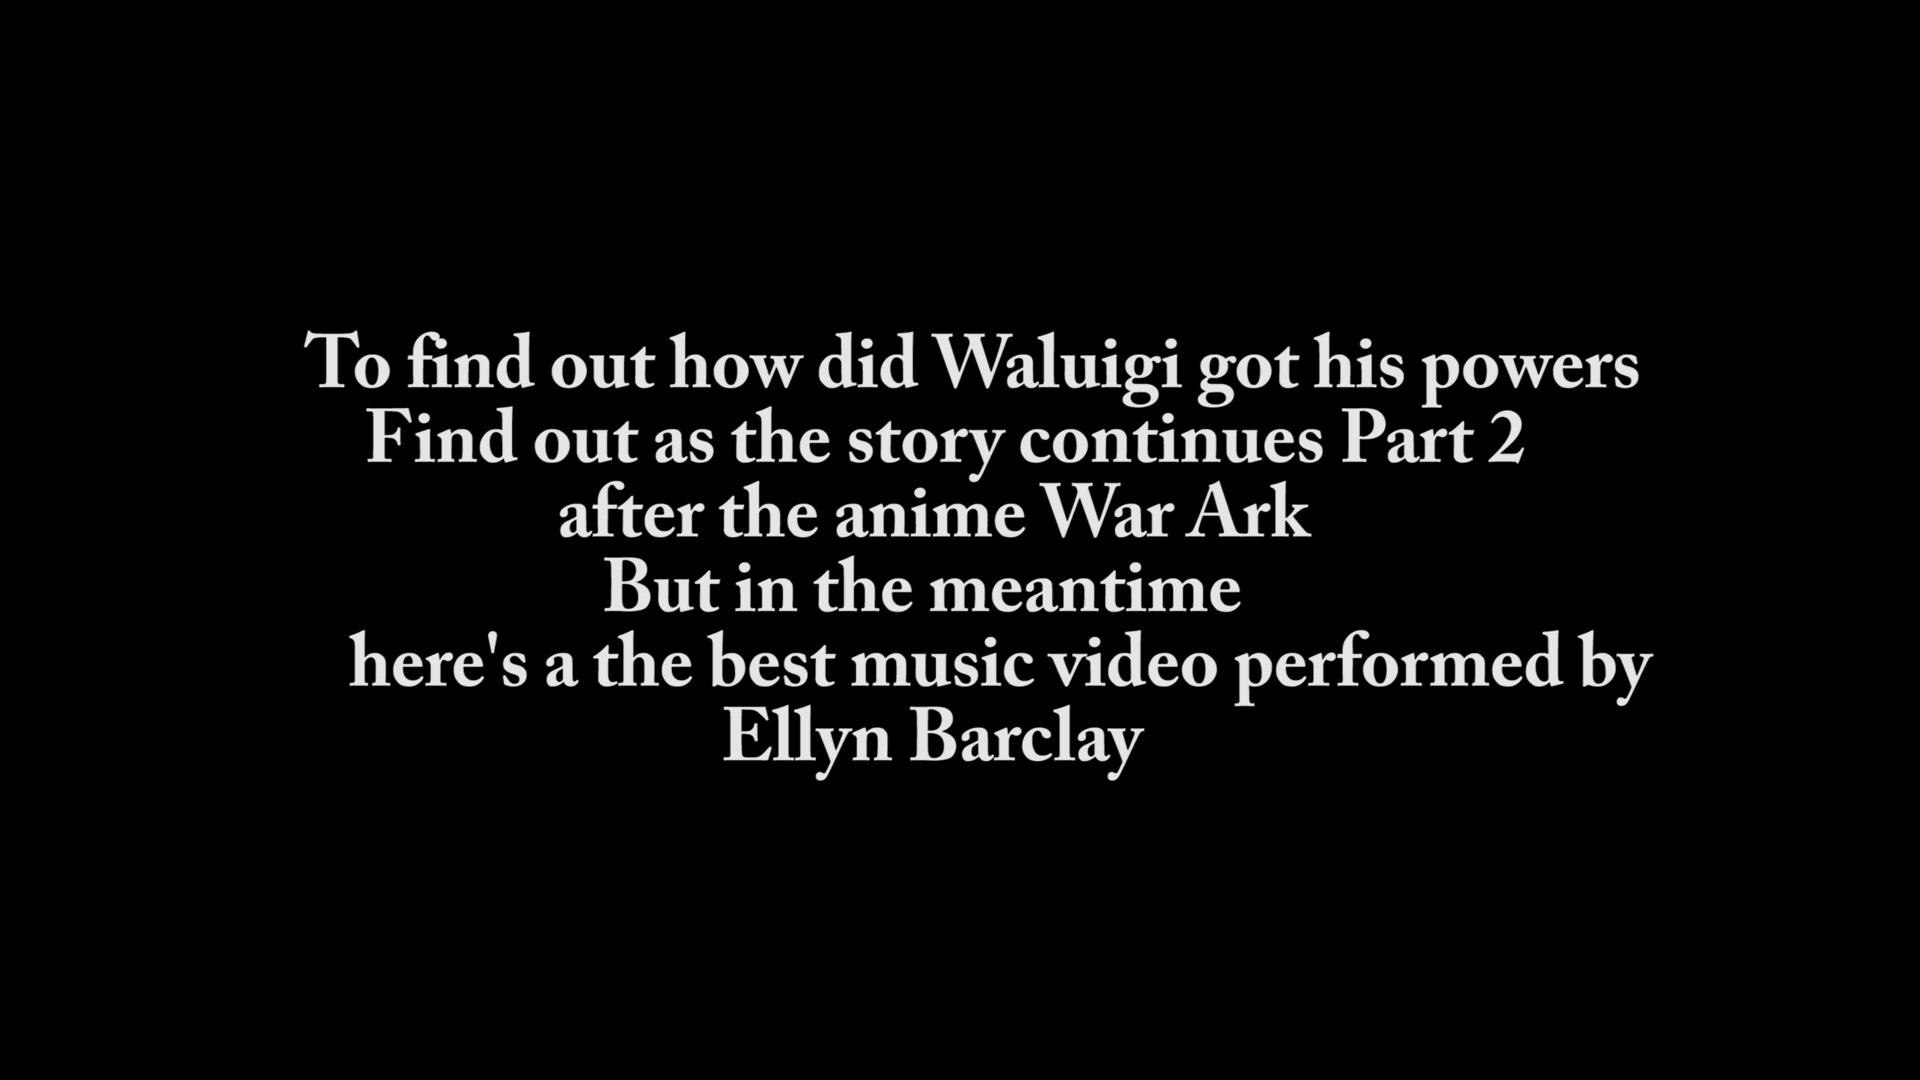 To find out how did Waluigi got his powers
Find out as the story continues Part 2
after the anime War Ark
But in the meantime
here's a the best music video performed by
Ellyn Barclay